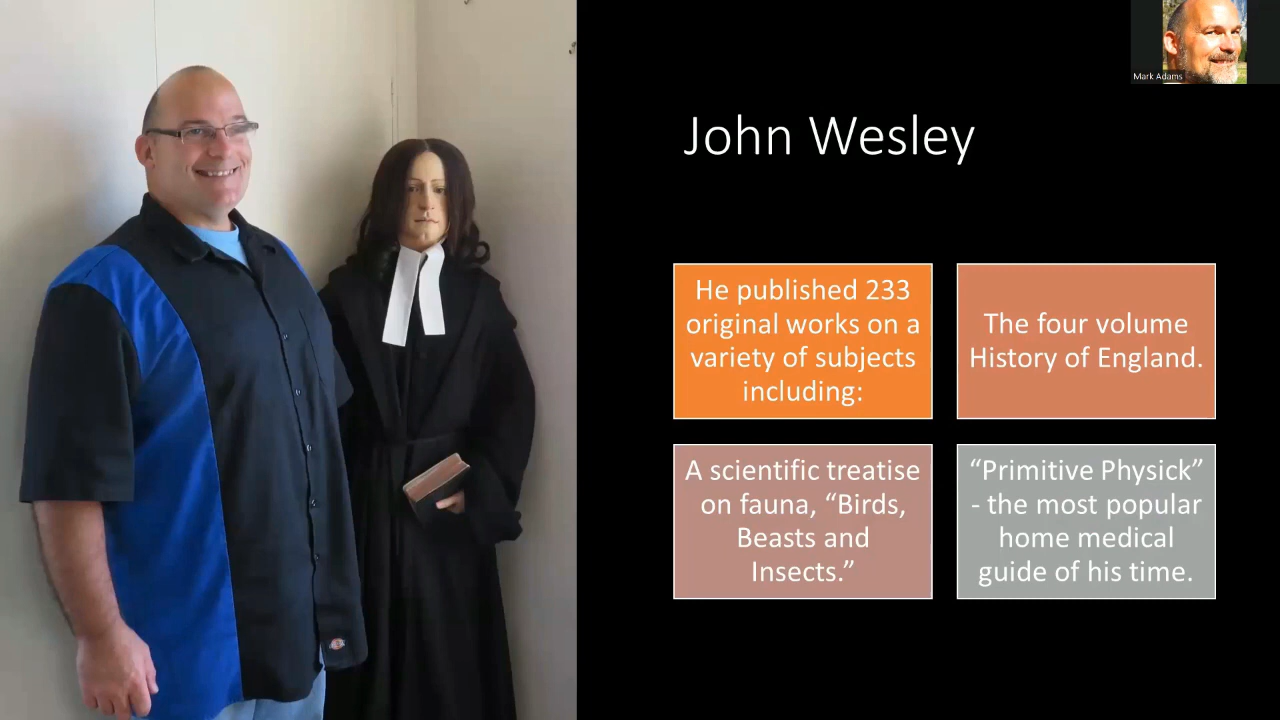 Mark Adams
John Wesley
He published 233
original works on a
variety of subjects
including:
The four volume
History of England.
A scientific treatise
on fauna, “Birds,
Beasts and
Insects.”
“Primitive Physick”
- the most popular
home medical
guide of his time.